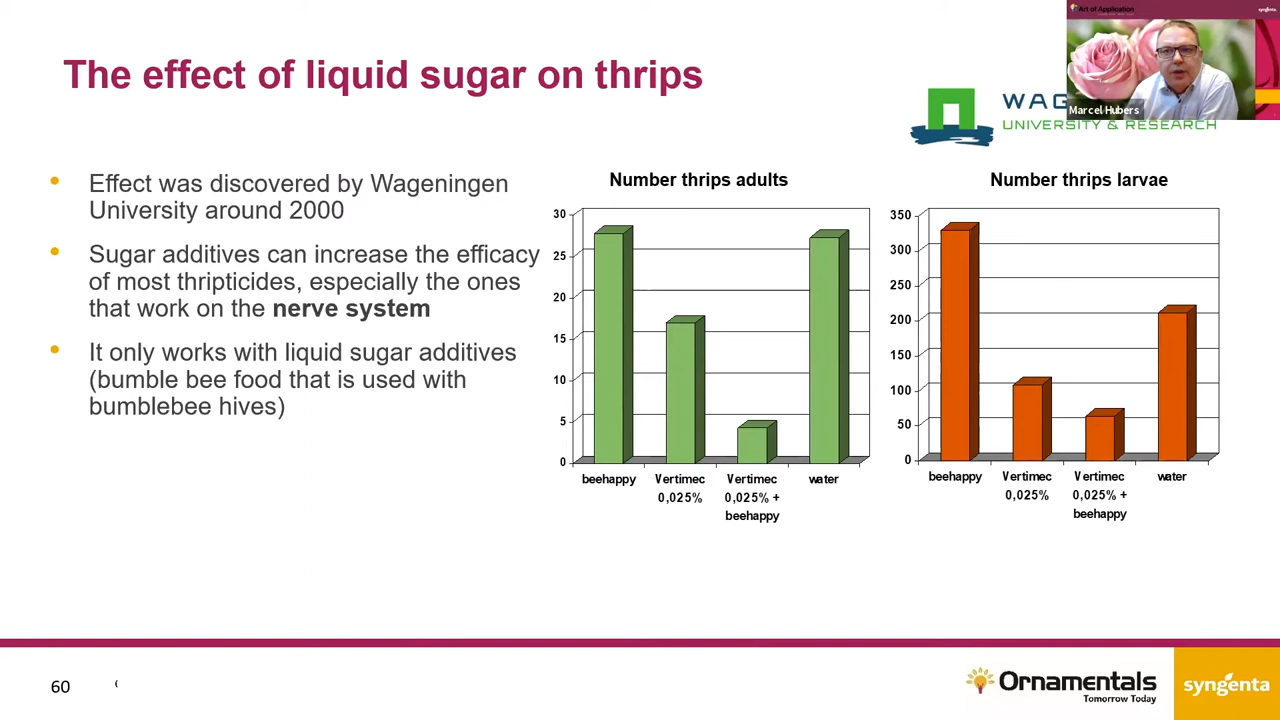 Art of Application
syngenta
Marcel Hubers
The effect of liquid sugar on thrips
WAG
UNIVERSITY & RESEARCH
• Effect was discovered by Wageningen
University around 2000
• Sugar additives can increase the efficacy
of most thripticides, especially the ones
that work on the nerve system
• It only works with liquid sugar additives
(bumble bee food that is used with
bumblebee hives)
Number thrips adults
30
25
20
15
10
5
0
beehappy
Vertimec
0,025%
Vertimec
0,025% +
beehappy
water
Number thrips larvae
350
300
250
200
150
100
50
0
beehappy
Vertimec
0,025%
Vertimec
0,025% +
beehappy
water
60
Ornamentals
Tomorrow Today
syngenta